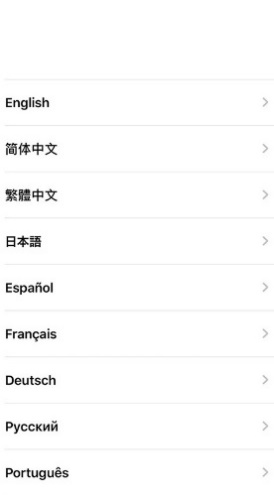 English
简体中文
繁體中文
日本語
Español
Français
Deutsch
Русский
Português